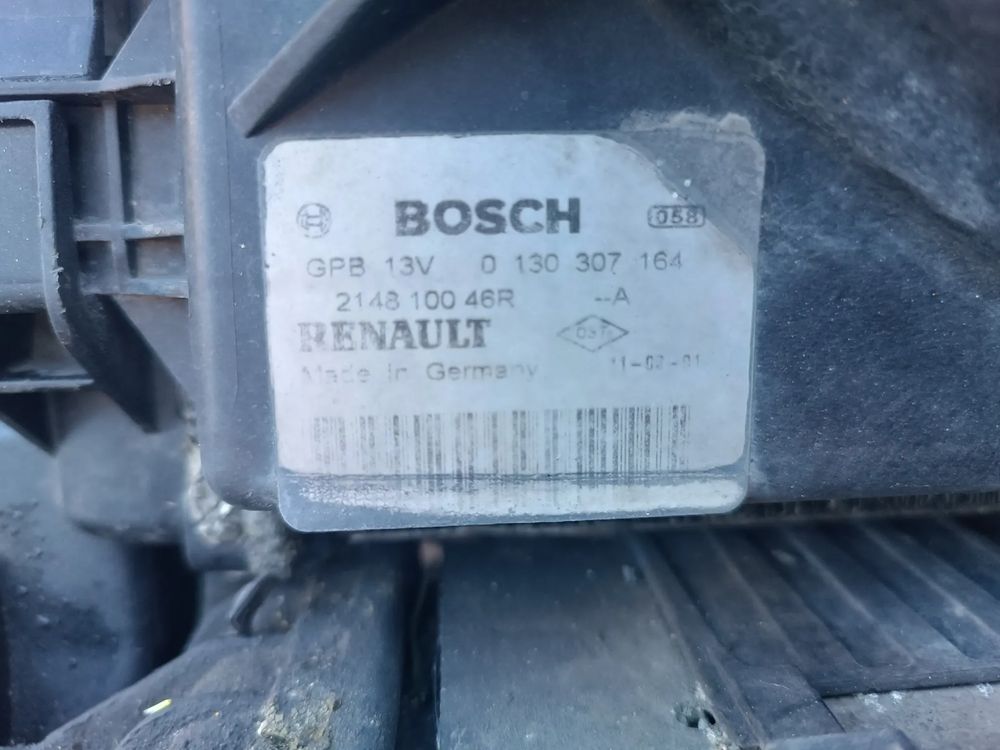 BOSCH 058
GPB 13V 0 130 307 164
2148 100 46R --A
RENAULT
Made in Germany